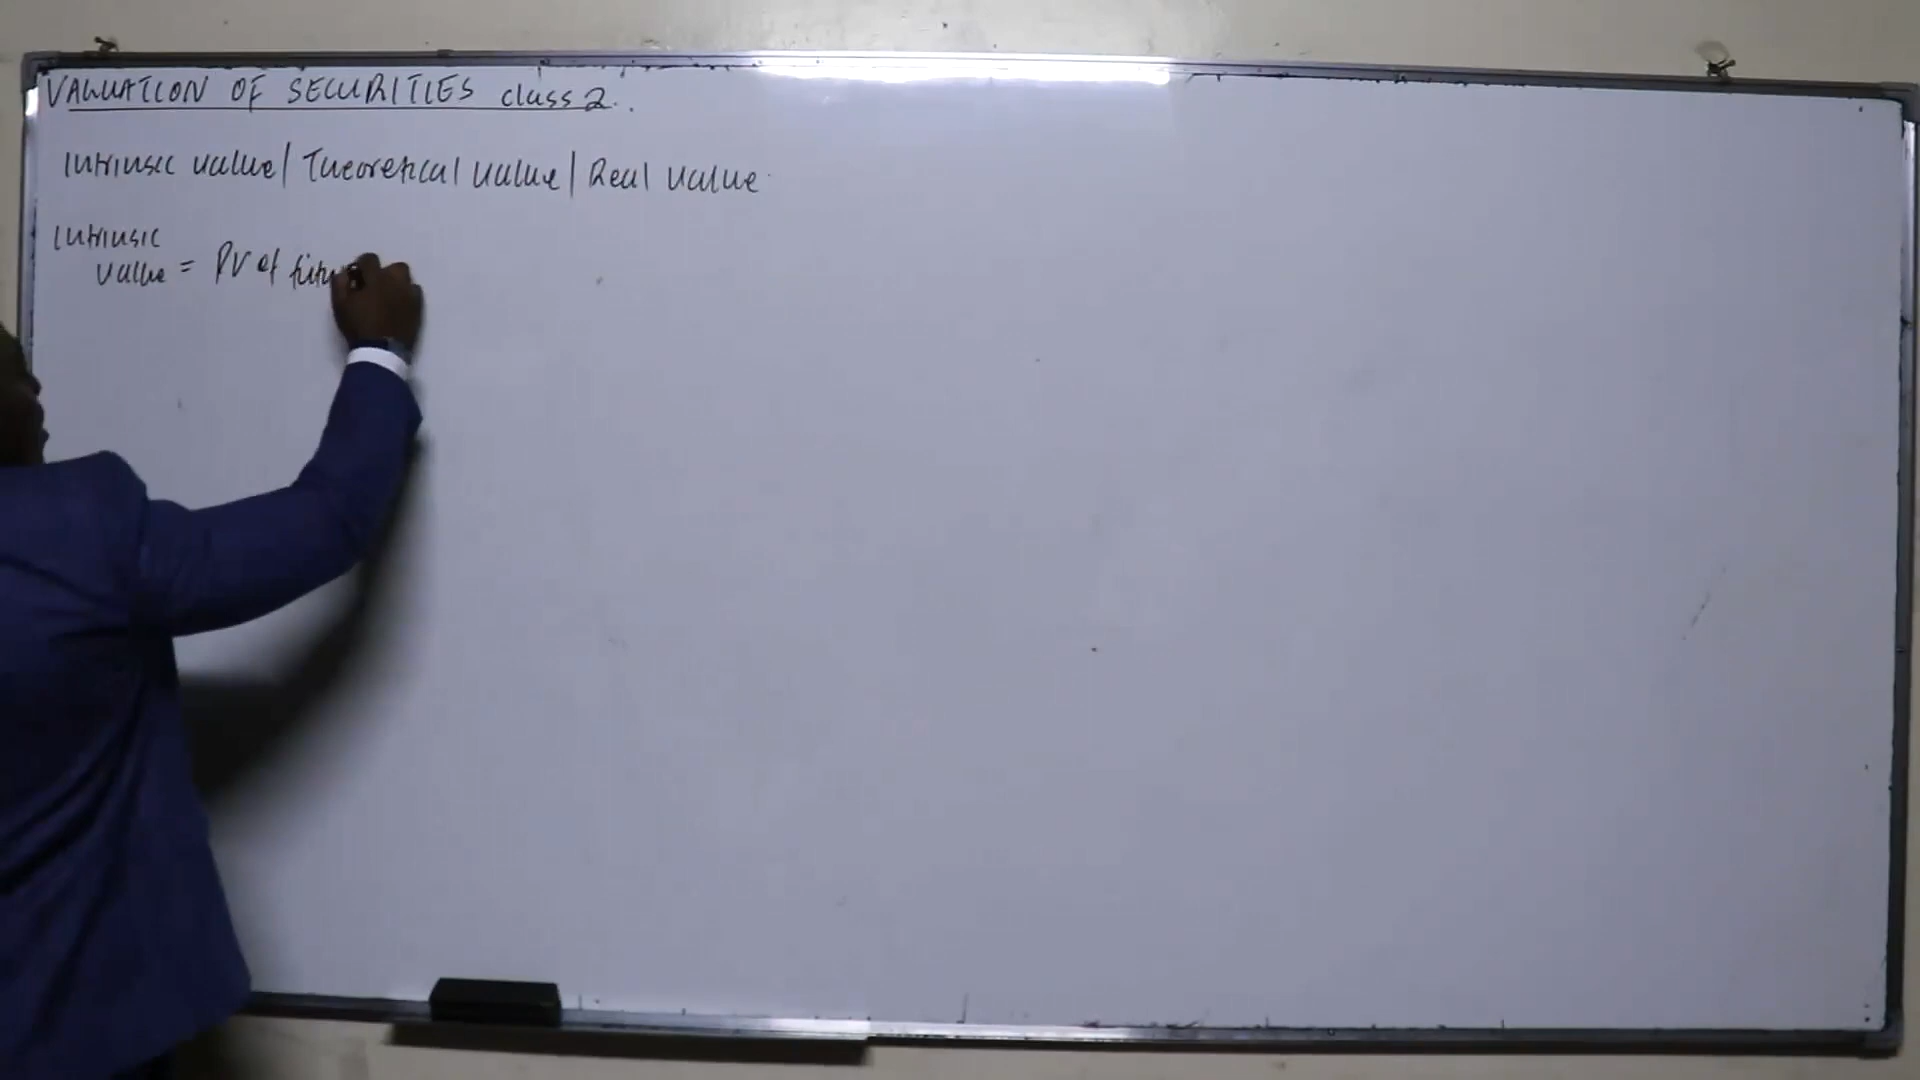 VALUATION OF SECURITIES class 2.
Intrinsic value/ Theoretical value/ Real value
Intrinsic
value = PV of